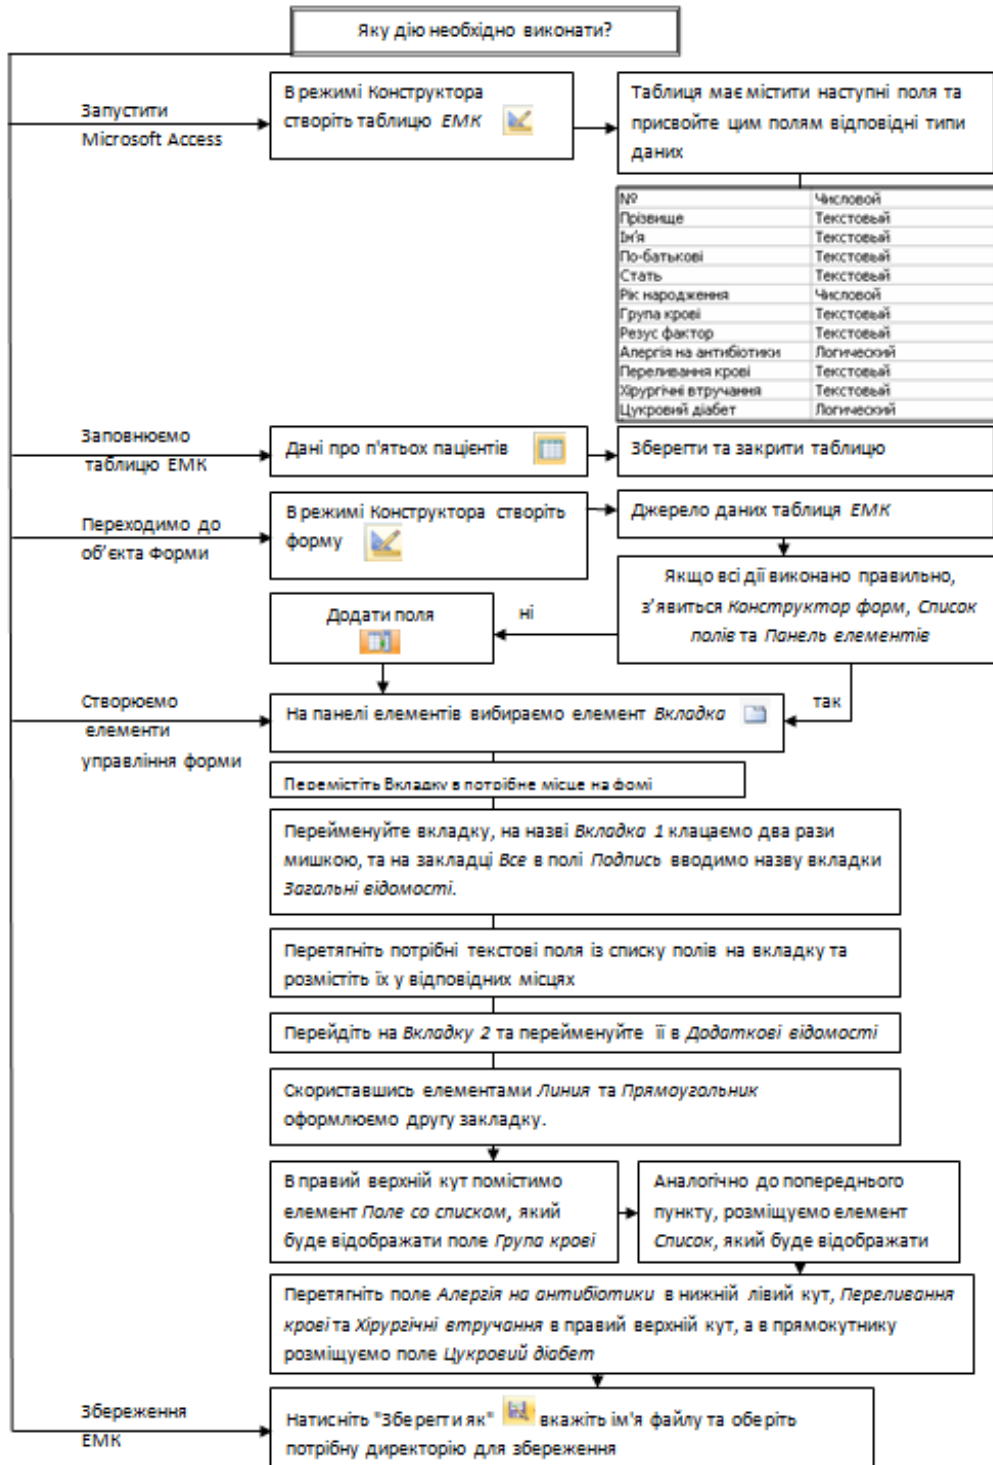 Яку дію необхідно виконати?
Запустити
Microsoft Access
В режимі Конструктора
створіть таблицю ЕМК
Таблиця має містити наступні поля та
присвойте цим полям відповідні типи
даних
№ Числовой
Прізвище Текстовый
Ім'я Текстовый
По-батькові Текстовый
Стать Текстовый
Рік народження Числовой
Група крові Текстовый
Резус фактор Текстовый
Алергія на антибіотики Логический
Переливання крові Текстовый
Хірургічні втручання Текстовый
Цукровий діабет Логический
Заповнюємо
таблицю ЕМК
Дані про п'ятьох пацієнтів
Зберегти та закрити таблицю
Переходимо до
об'єкта Форми
В режимі Конструктора створіть
форму
Джерело даних таблиця ЕМК
Якщо всі дії виконано правильно,
з'явиться Конструктор форм, Список
полів та Панель елементів
ні
Додати поля
так
Створюємо
елементи
управління форми
На панелі елементів вибираємо елемент Вкладка
Перемістіть Вкладку в потрібне місце на фомі
Перейменуйте вкладку, на назві Вкладка 1 клацаємо два рази
мишкою, та на закладці Все в полі Подпись вводимо назву вкладки
Загальні відомості.
Перетягніть потрібні текстові поля із списку полів на вкладку та
розмістіть їх у відповідних місцях
Перейдіть на Вкладку 2 та перейменуйте її в Додаткові відомості
Скориставшись елементами Линия та Прямоугольник
оформлюємо другу закладку.
В правий верхній кут помістимо
елемент Поле со списком, який
буде відображати поле Група крові
Аналогічно до попереднього
пункту, розміщуємо елемент
Список, який буде відображати
Перетягніть поле Алергія на антибіотики в нижній лівий кут, Переливання
крові та Хірургічні втручання в правий верхній кут, а в прямокутнику
розміщуємо поле Цукровий діабет
Збереження
ЕМК
Натисніть "Зберегти як" вкажіть ім'я файлу та оберіть
потрібну директорію для збереження